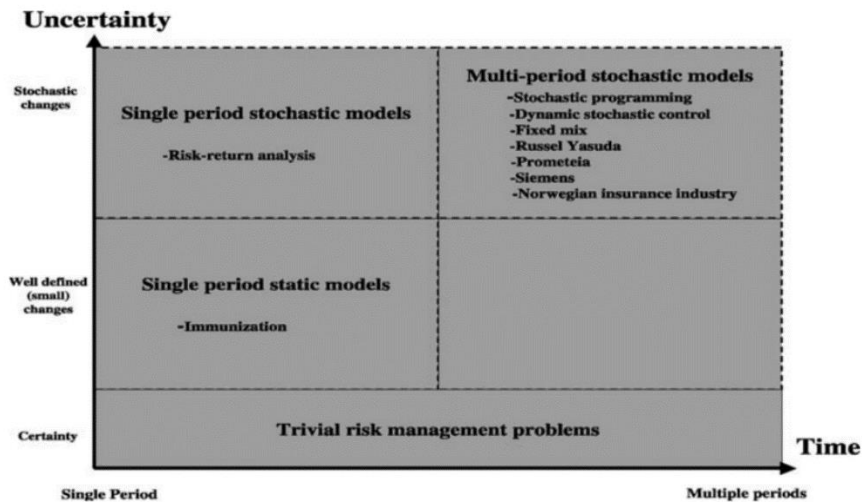 Uncertainty
Stochastic
changes
Single period stochastic models
-Risk-return analysis
Multi-period stochastic models
-Stochastic programming
-Dynamic stochastic control
-Fixed mix
-Russel Yasuda
-Prometeia
-Siemens
-Norwegian insurance industry
Well defined
(small)
changes
Single period static models
-Immunization
Certainty
Trivial risk management problems
Time
Single Period
Multiple periods